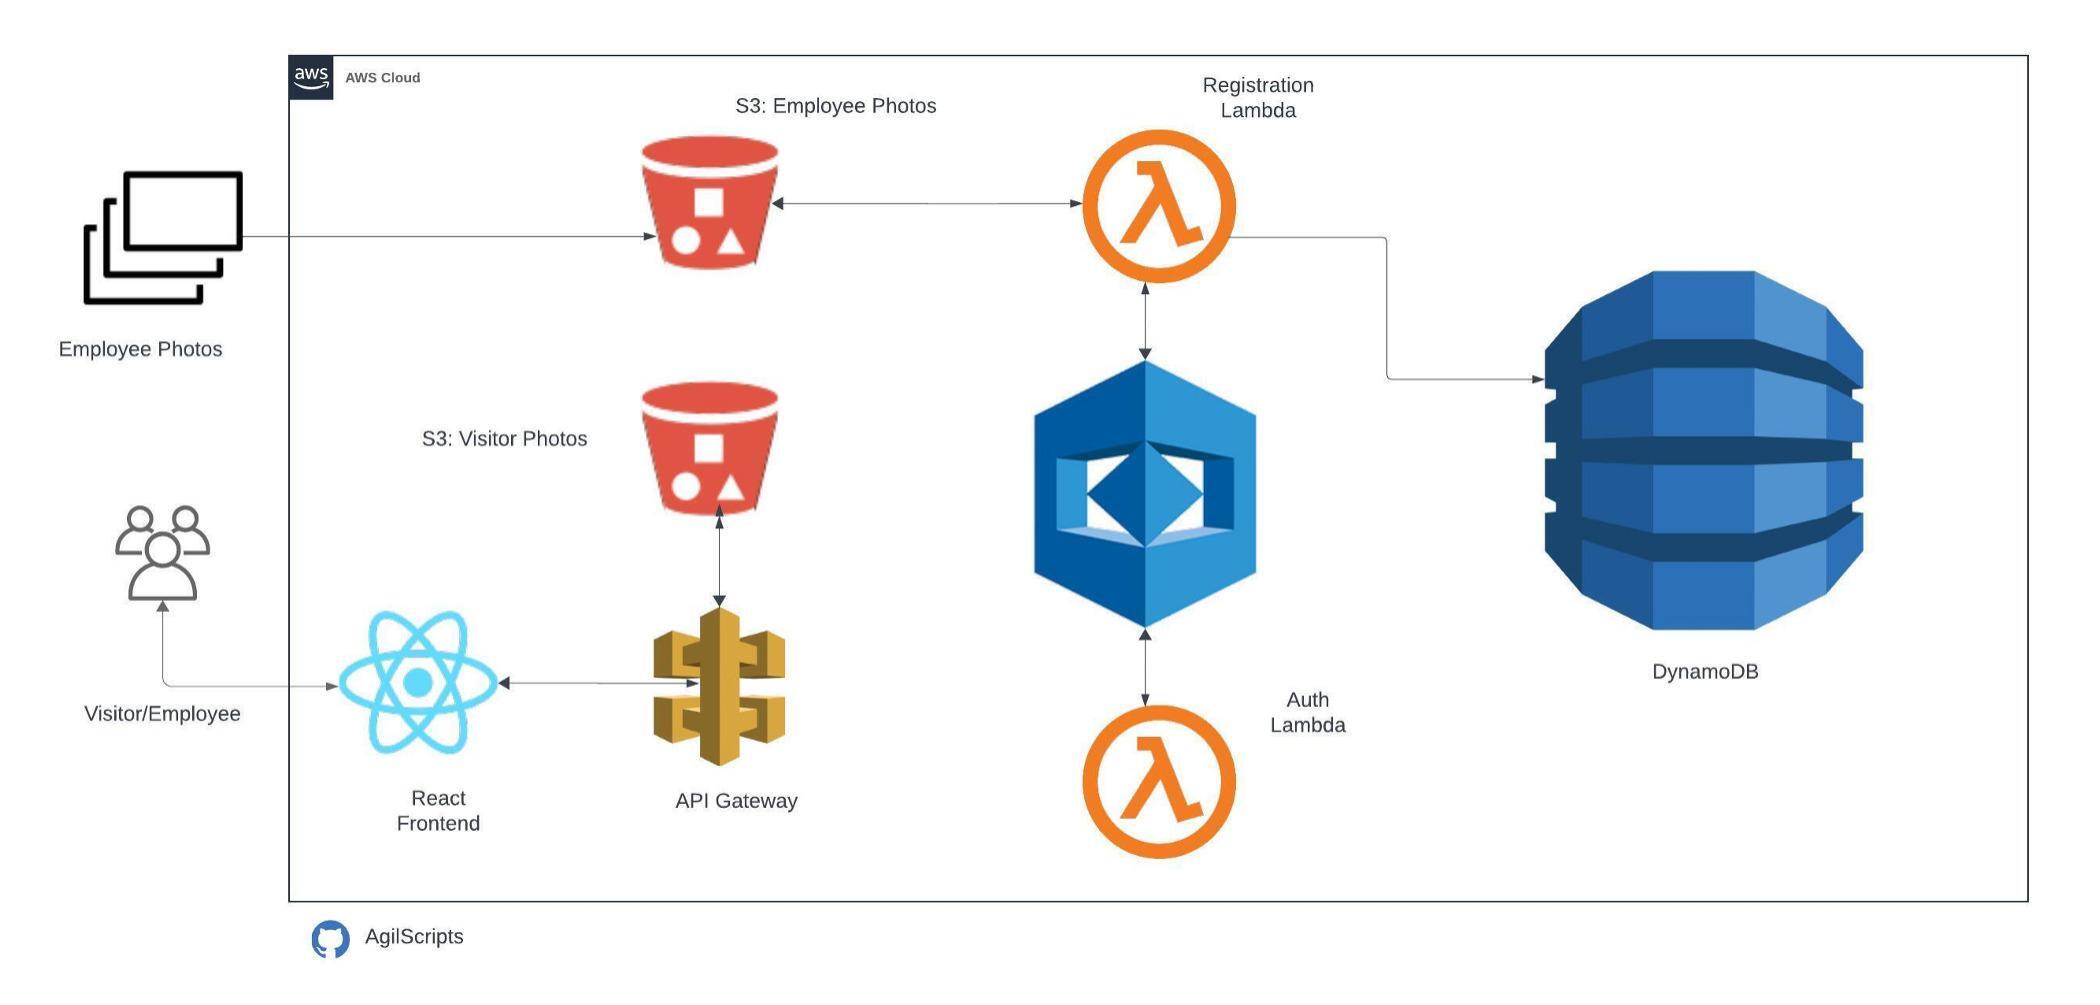 aws
AWS Cloud
S3: Employee Photos
Registration
Lambda
Employee Photos
S3: Visitor Photos
Visitor/Employee
React
Frontend
API Gateway
Auth
Lambda
DynamoDB
AgilScripts